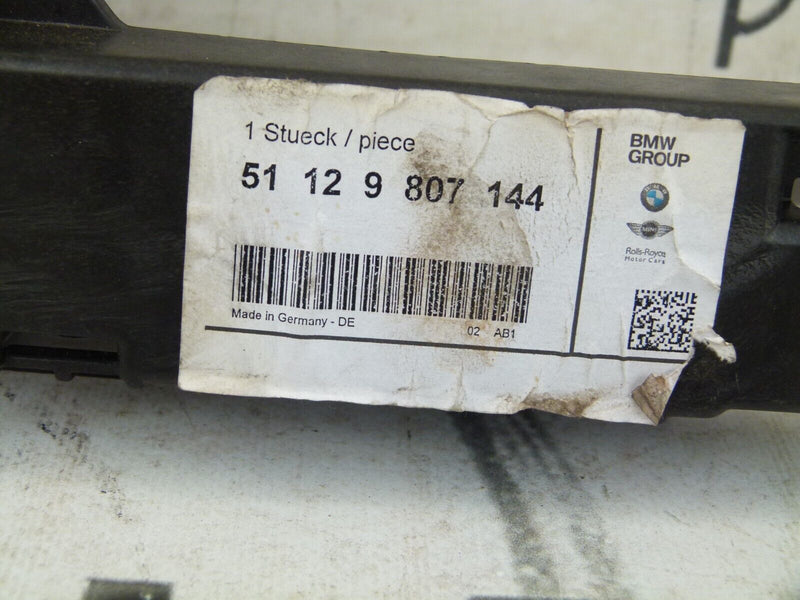 1 Stueck / piece
51 12 9 807 144
Made in Germany - DE
02 AB1
BMW
GROUP
MINI
Rolls-Royce
Motor Cars